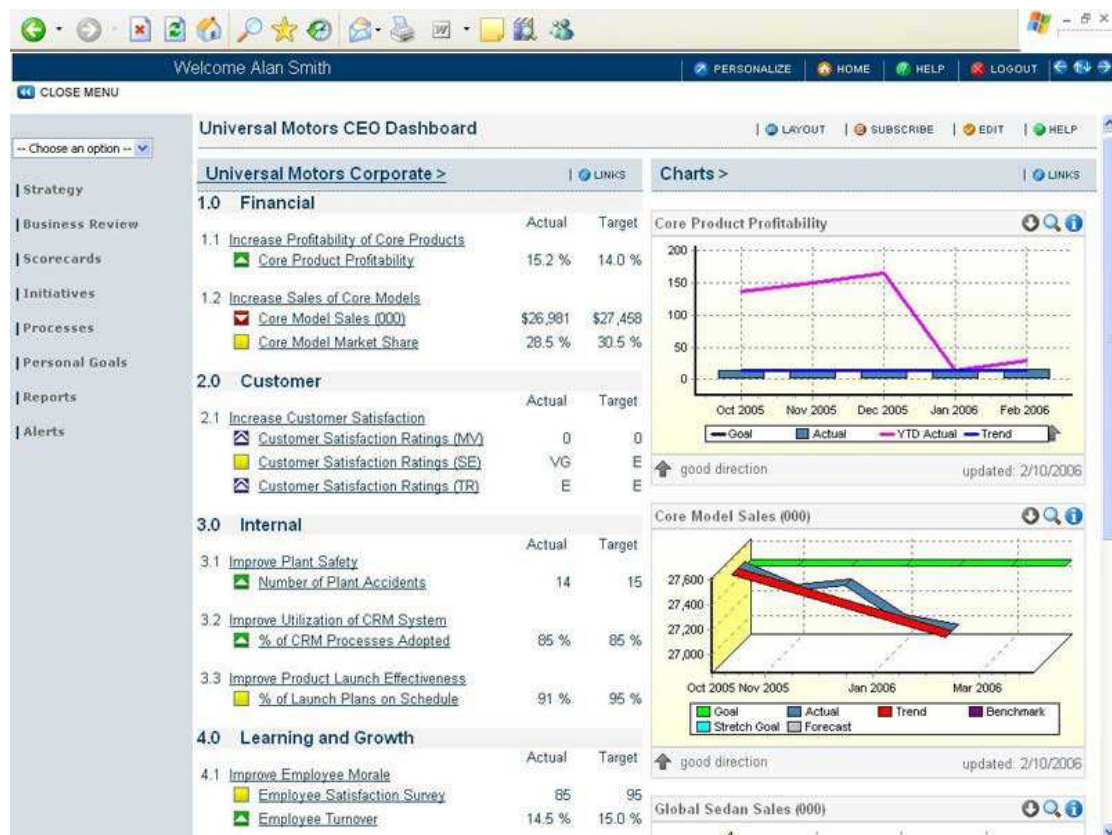 Welcome Alan Smith
PERSONALIZE | HOME | HELP | LOGOUT
CLOSE MENU
-- Choose an option --
Strategy
Business Review
Scorecards
Initiatives
Processes
Personal Goals
Reports
Alerts
Universal Motors CEO Dashboard
| LAYOUT | SUBSCRIBE | EDIT | HELP
Universal Motors Corporate > | LINKS
1.0 Financial
Actual Target
1.1 Increase Profitability of Core Products
Core Product Profitability 15.2 % 14.0 %
1.2 Increase Sales of Core Models
Core Model Sales (000) $26,981 $27,458
Core Model Market Share 28.5 % 30.5 %
2.0 Customer
Actual Target
2.1 Increase Customer Satisfaction
Customer Satisfaction Ratings (MV) 0 0
Customer Satisfaction Ratings (SE) VG E
Customer Satisfaction Ratings (TR) E E
3.0 Internal
Actual Target
3.1 Improve Plant Safety
Number of Plant Accidents 14 15
3.2 Improve Utilization of CRM System
% of CRM Processes Adopted 85 % 85 %
3.3 Improve Product Launch Effectiveness
% of Launch Plans on Schedule 91 % 95 %
4.0 Learning and Growth
Actual Target
4.1 Improve Employee Morale
Employee Satisfaction Survey 85 95
Employee Turnover 14.5 % 15.0 %
Charts > | LINKS
Core Product Profitability
200
150
100
50
0
Oct 2005 Nov 2005 Dec 2005 Jan 2006 Feb 2006
Goal Actual YTD Actual Trend
good direction updated: 2/10/2006
Core Model Sales (000)
27,600
27,400
27,200
27,000
Oct 2005 Nov 2005 Jan 2006 Mar 2006
Goal Actual Trend Benchmark
Stretch Goal Forecast
good direction updated: 2/10/2006
Global Sedan Sales (000)